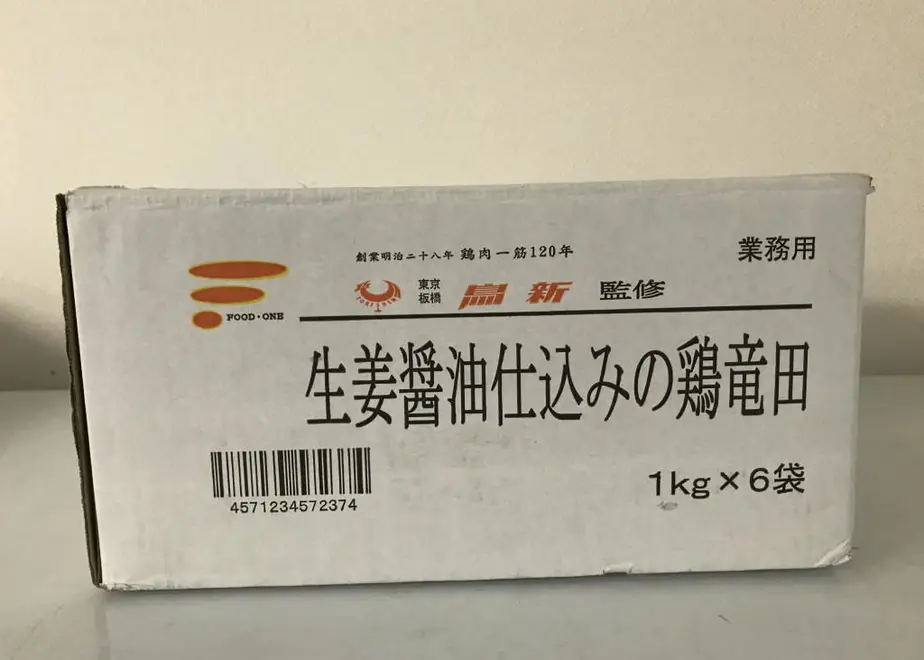 創業明治二十八年 鶏肉一筋120年
業務用
FOOD・ONE
TORI SHIN
東京
板橋
鳥新 監修
生姜醤油仕込みの鶏竜田
1kg×6袋
4571234572374